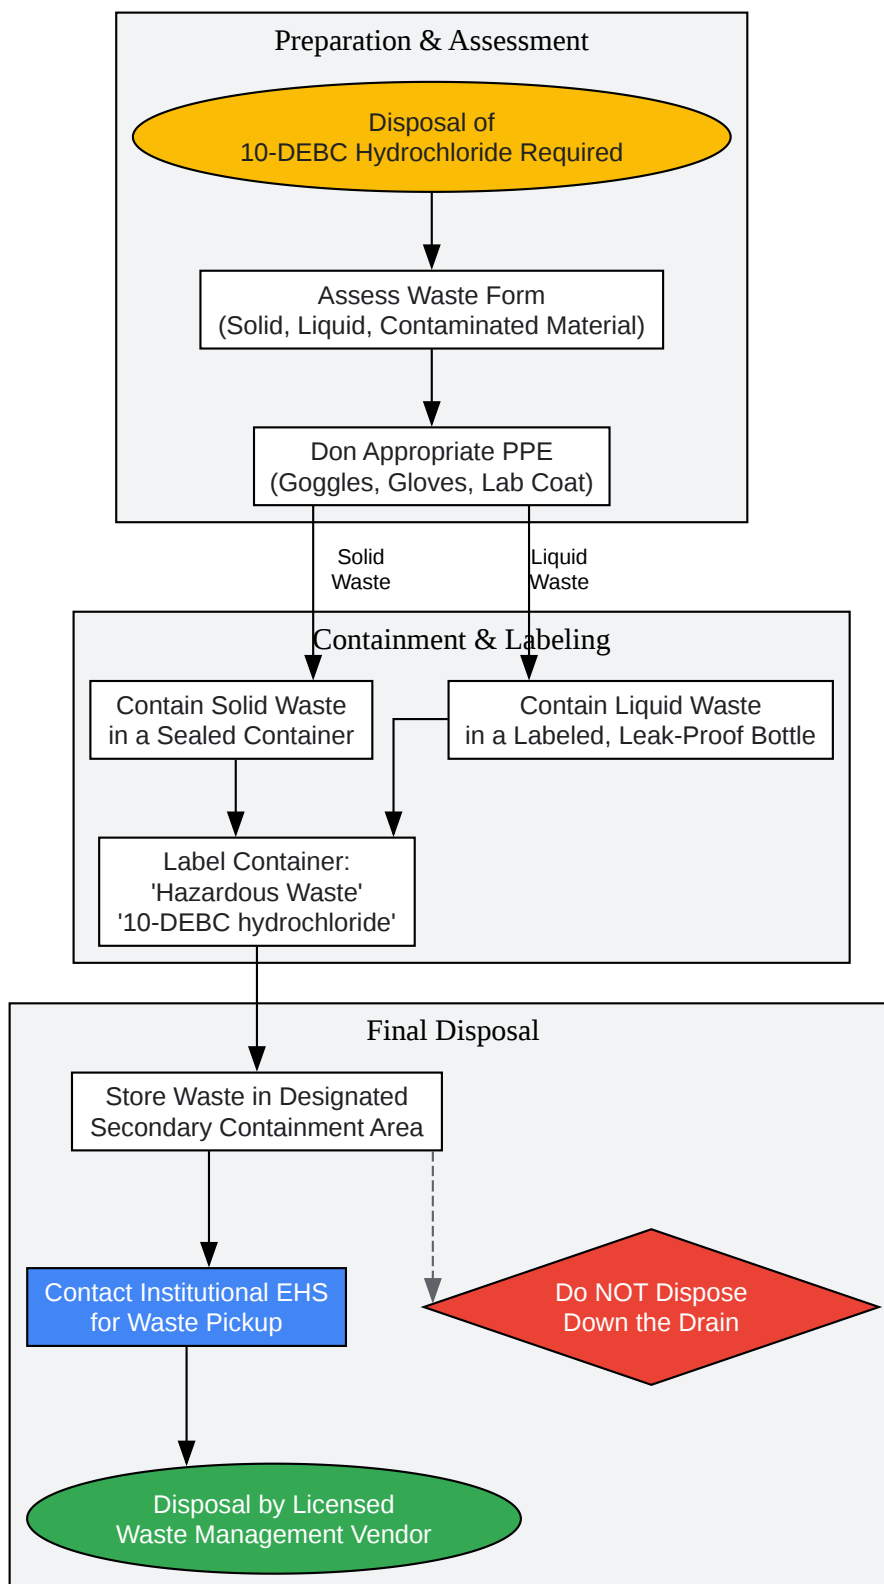 Preparation & Assessment
Disposal of
10-DEBC Hydrochloride Required
Assess Waste Form
(Solid, Liquid, Contaminated Material)
Don Appropriate PPE
(Goggles, Gloves, Lab Coat)
Solid
Waste
Liquid
Waste
Containment & Labeling
Contain Solid Waste
in a Sealed Container
Contain Liquid Waste
in a Labeled, Leak-Proof Bottle
Label Container:
'Hazardous Waste'
'10-DEBC hydrochloride'
Final Disposal
Store Waste in Designated
Secondary Containment Area
Contact Institutional EHS
for Waste Pickup
Do NOT Dispose
Down the Drain
Disposal by Licensed
Waste Management Vendor